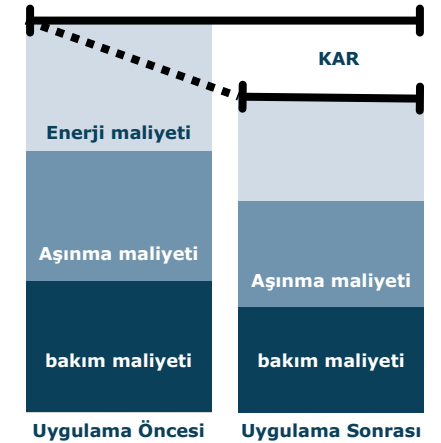 KAR
Enerji maliyeti
Aşınma maliyeti
Aşınma maliyeti
bakım maliyeti
bakım maliyeti
Uygulama Öncesi
Uygulama Sonrası